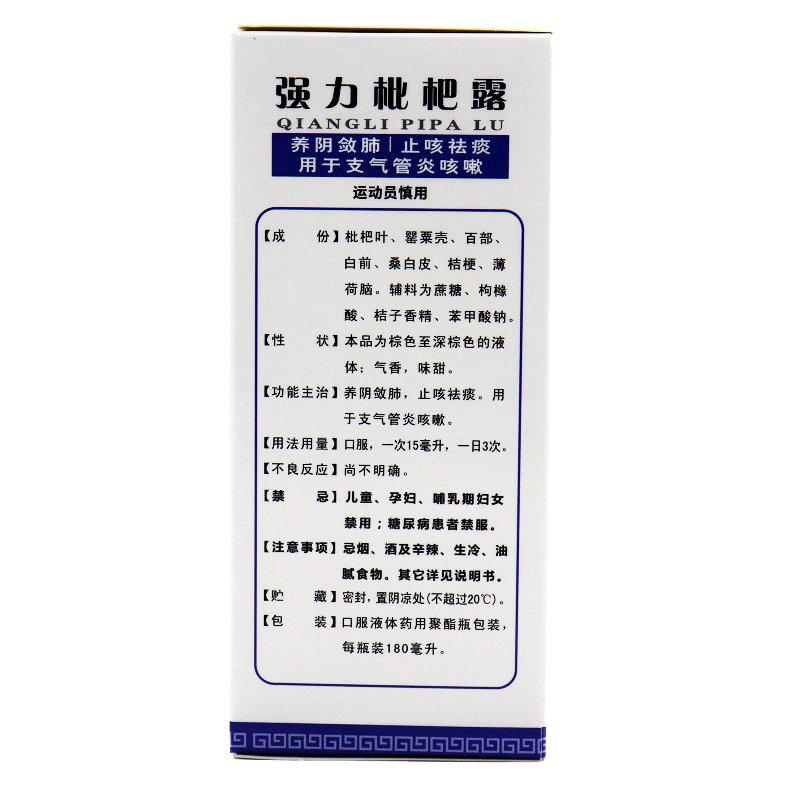 强力枇杷露
QIANGLI PIPA LU
养阴敛肺｜止咳祛痰
用于支气管炎咳嗽
运动员慎用
【成 份】枇杷叶、罂粟壳、百部、
白前、桑白皮、桔梗、薄
荷脑。辅料为蔗糖、枸橼
酸、桔子香精、苯甲酸钠。
【性 状】本品为棕色至深棕色的液
体；气香，味甜。
【功能主治】养阴敛肺，止咳祛痰。用
于支气管炎咳嗽。
【用法用量】口服，一次15毫升，一日3次。
【不良反应】尚不明确。
【禁 忌】儿童、孕妇、哺乳期妇女
禁用；糖尿病患者禁服。
【注意事项】忌烟、酒及辛辣、生冷、油
腻食物。其它详见说明书。
【贮 藏】密封，置阴凉处(不超过20℃)。
【包 装】口服液体药用聚酯瓶包装，
每瓶装180毫升。